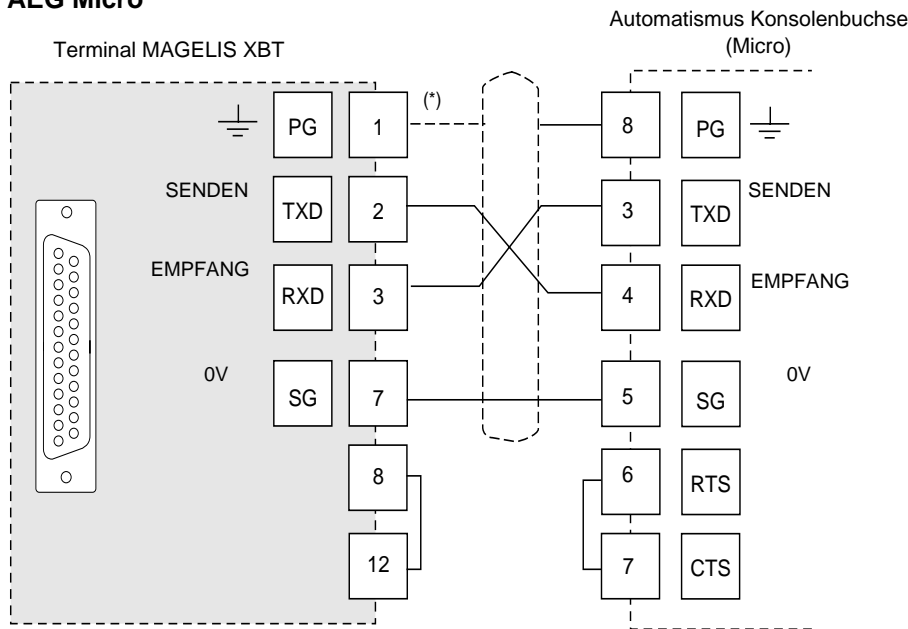 AEG Micro
Automatismus Konsolenbuchse
(Micro)
Terminal MAGELIS XBT
PG 1 (*) 8 PG
SENDEN TXD 2 3 TXD SENDEN
EMPFANG RXD 3 4 RXD EMPFANG
0V SG 7 5 SG 0V
8 6 RTS
12 7 CTS